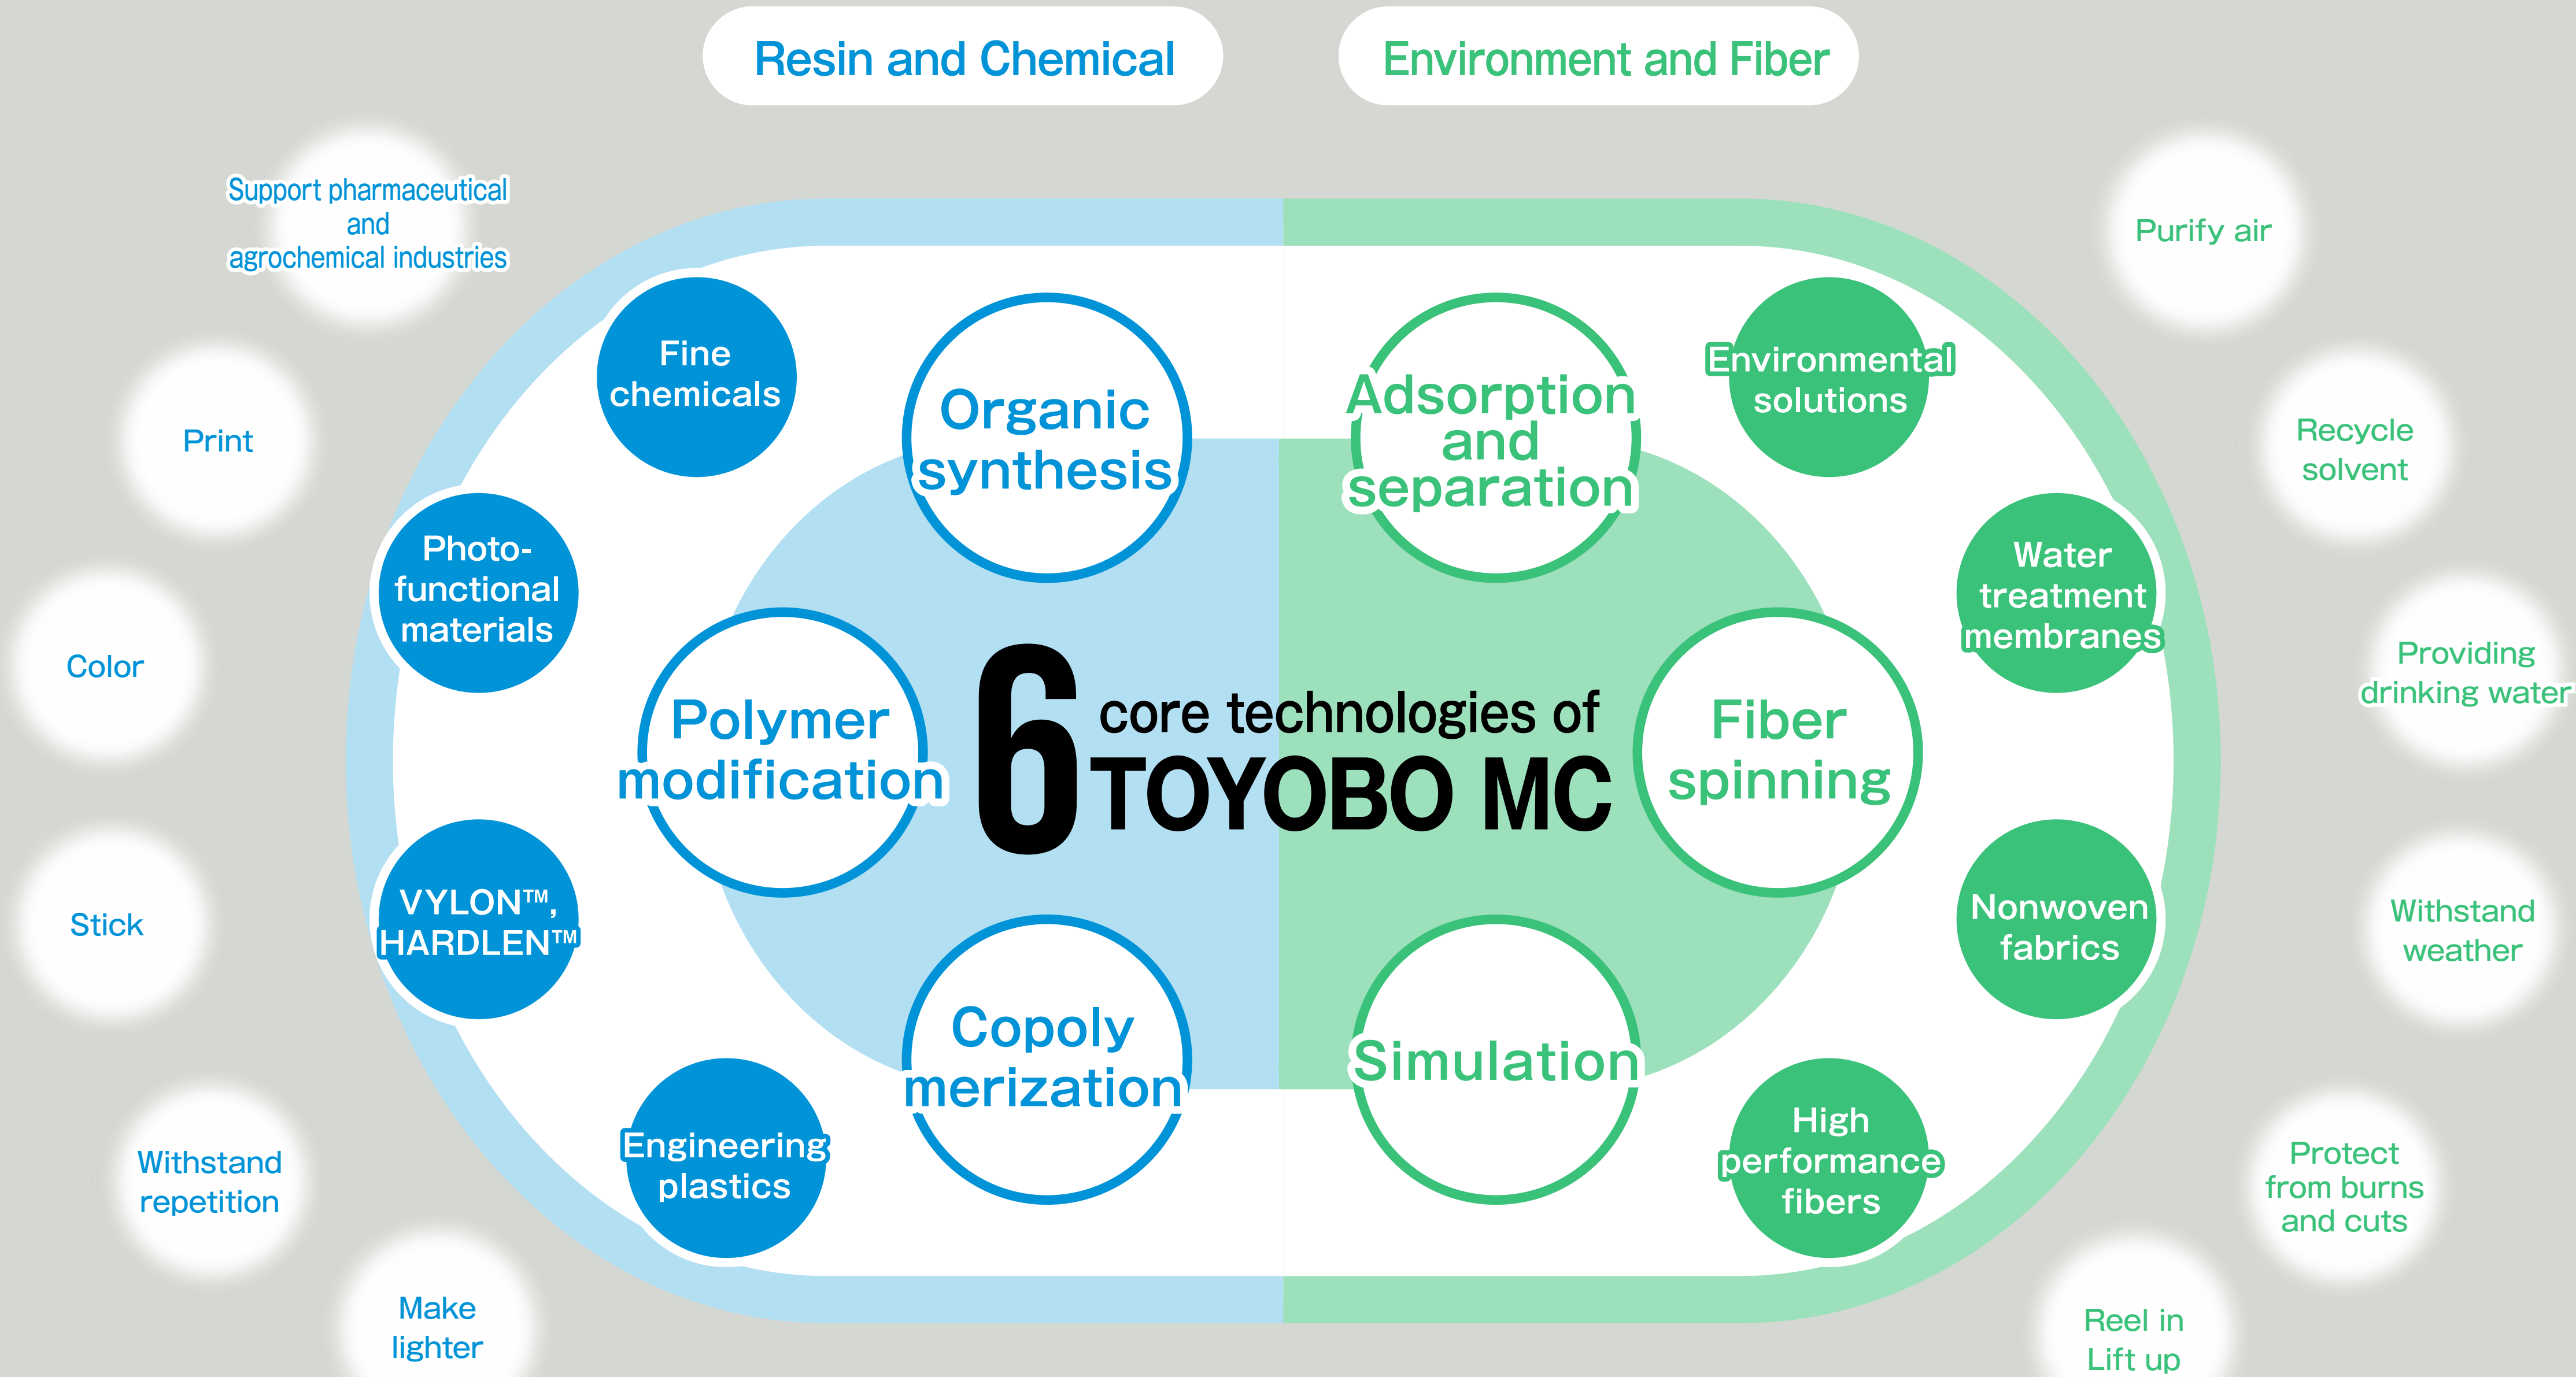 Resin and Chemical
Environment and Fiber
Support pharmaceutical
and
agrochemical industries
Print
Color
Stick
Withstand
repetition
Make
lighter
Fine
chemicals
Photo-
functional
materials
VYLON™,
HARDLEN™
Engineering
plastics
Organic
synthesis
Polymer
modification
Copoly
merization
6 core technologies of
TOYOBO MC
Adsorption
and
separation
Fiber
spinning
Simulation
Environmental
solutions
Water
treatment
membranes
Nonwoven
fabrics
High
performance
fibers
Purify air
Recycle
solvent
Providing
drinking water
Withstand
weather
Protect
from burns
and cuts
Reel in
Lift up